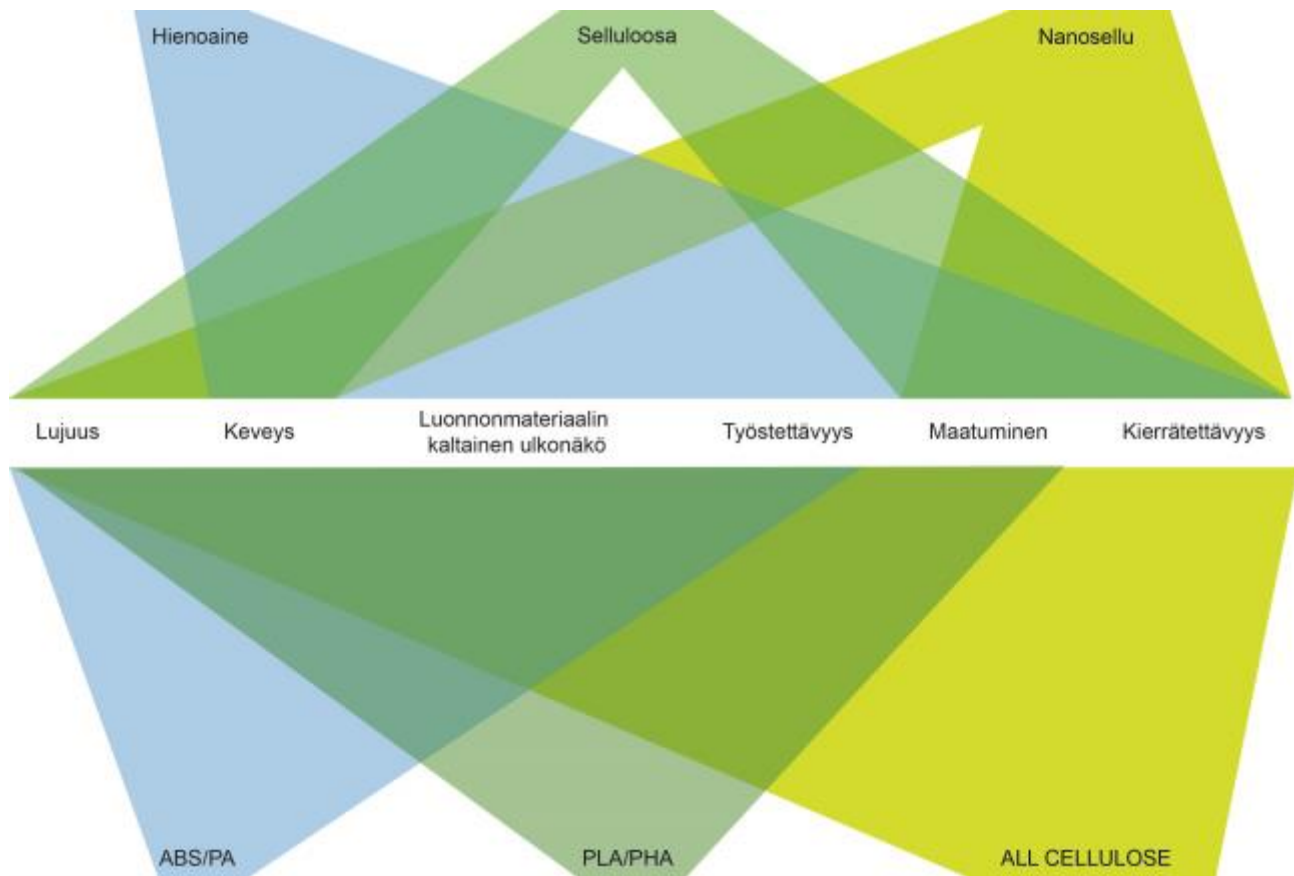 Hienoaine
Selluloosa
Nanosellu
Lujuus
Keveys
Luonnonmateriaalin
kaltainen ulkonäkö
Työstettävyys
Maatuminen
Kierrätettävyys
ABS/PA
PLA/PHA
ALL CELLULOSE